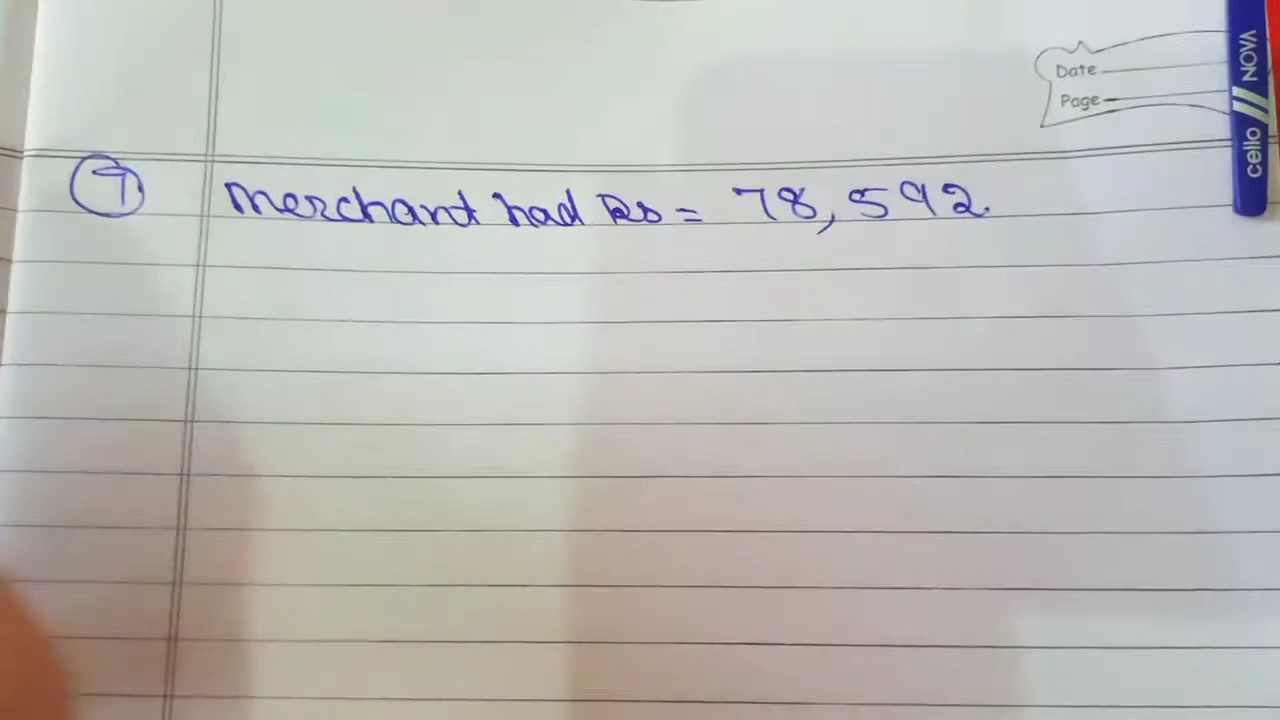 Date
Page
cello NOVA
7 Merchant had Rs = 78,592.